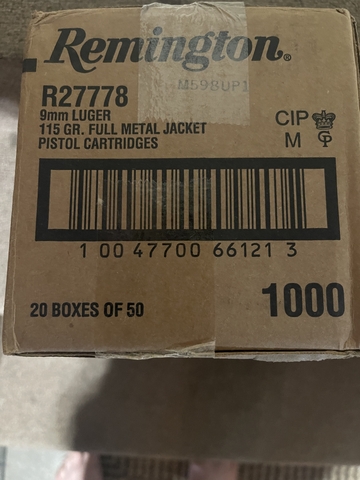 Remington®
M598UP1
R27778
9mm LUGER
115 GR. FULL METAL JACKET
PISTOL CARTRIDGES
CIP
M GP
1 00 47700 66121 3
20 BOXES OF 50
1000